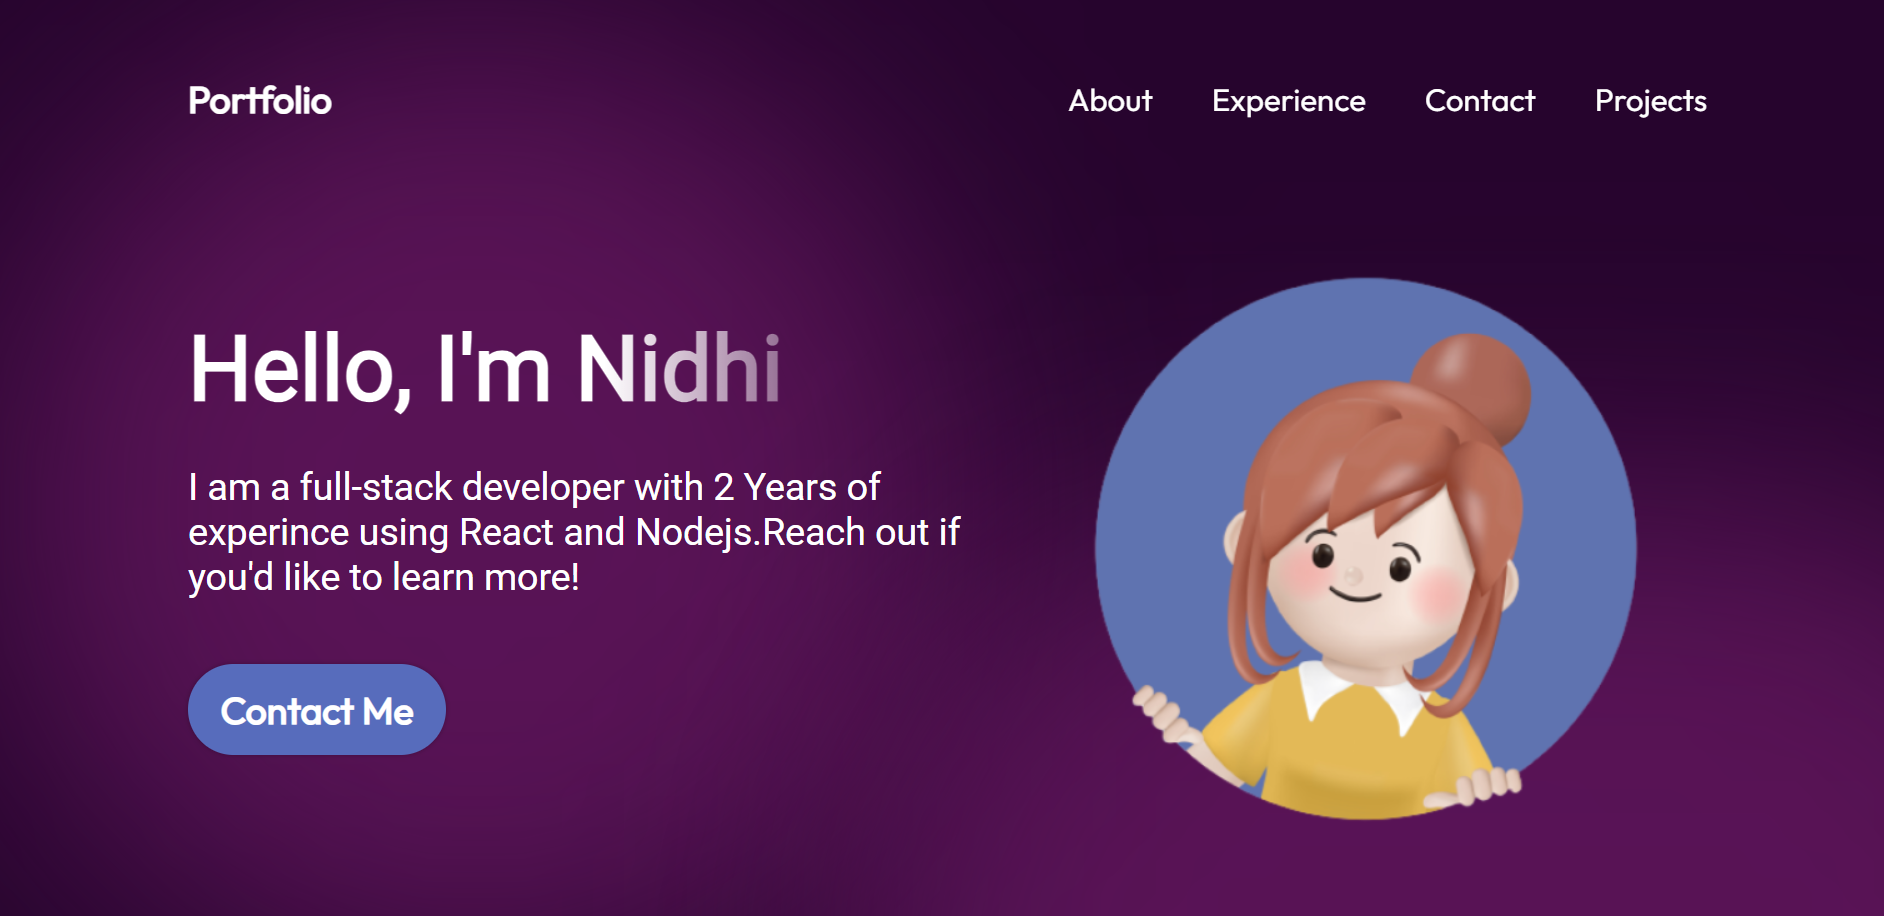 Portfolio
About Experience Contact Projects
Hello, I'm Nidhi
I am a full-stack developer with 2 Years of
experince using React and Nodejs.Reach out if
you'd like to learn more!
Contact Me